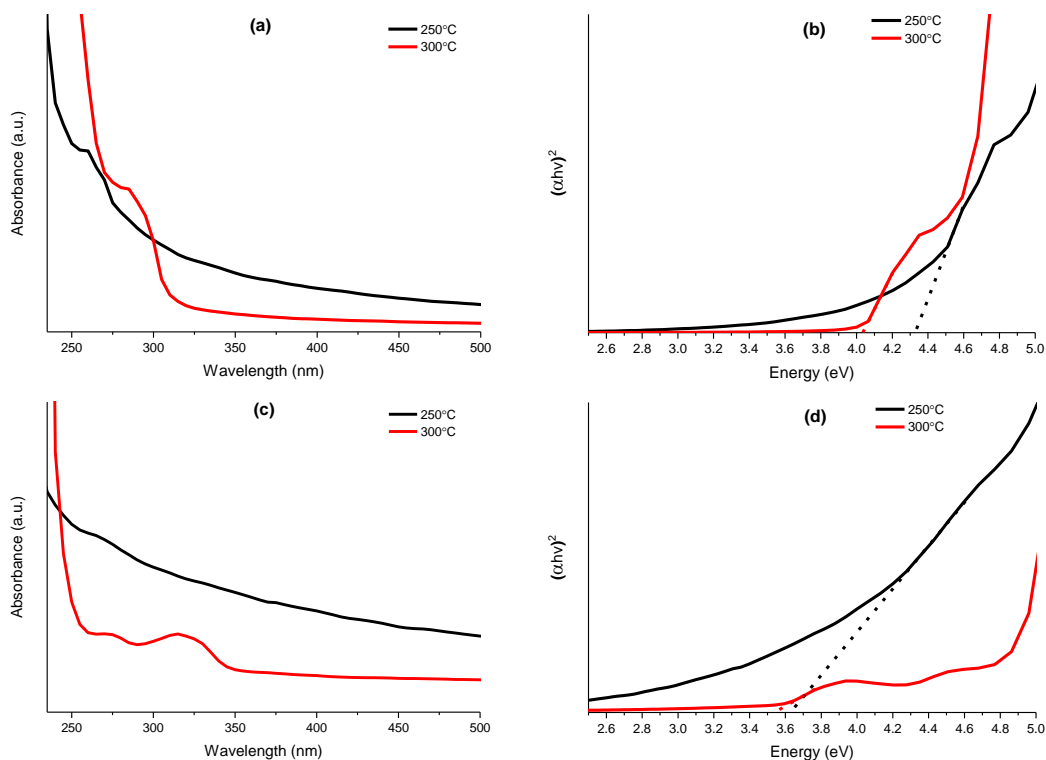 (a)
250°C
300°C
Absorbance (a.u.)
250 300 350 400 450 500
Wavelength (nm)
(b)
250°C
300°C
(αhv)²
2.6 2.8 3.0 3.2 3.4 3.6 3.8 4.0 4.2 4.4 4.6 4.8 5.0
Energy (eV)
(c)
250°C
300°C
Absorbance (a.u.)
250 300 350 400 450 500
Wavelength (nm)
(d)
250°C
300°C
(αhv)²
2.6 2.8 3.0 3.2 3.4 3.6 3.8 4.0 4.2 4.4 4.6 4.8 5.0
Energy (eV)